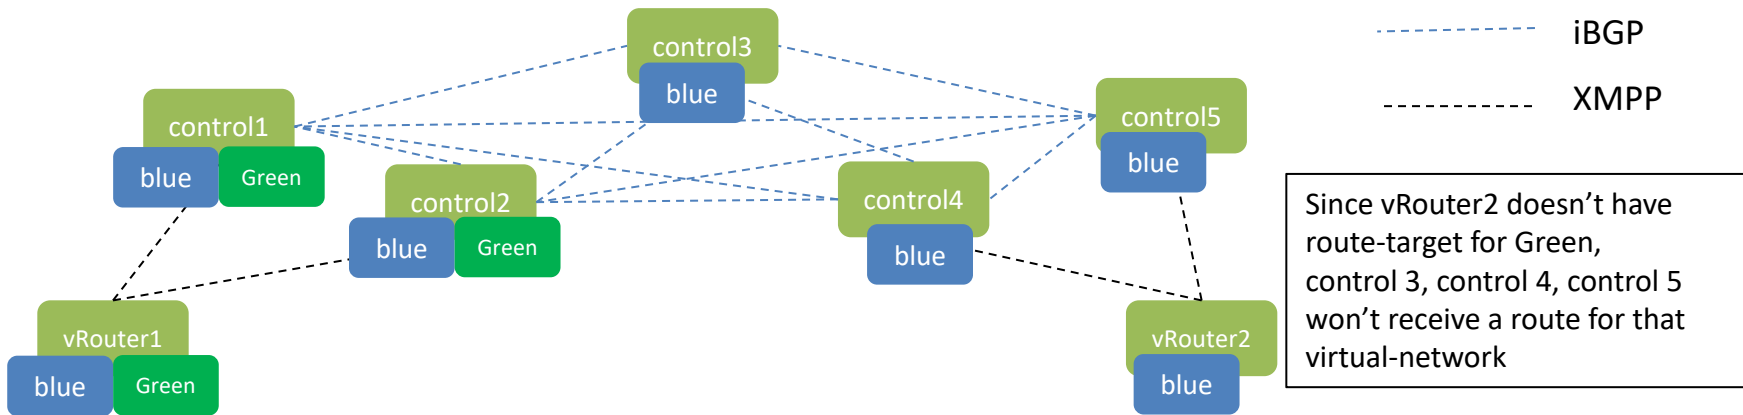 control3
blue
iBGP
XMPP
control1
blue
Green
control5
blue
control2
blue
Green
control4
blue
vRouter1
blue
Green
vRouter2
blue
Since vRouter2 doesn’t have
route-target for Green,
control 3, control 4, control 5
won’t receive a route for that
virtual-network